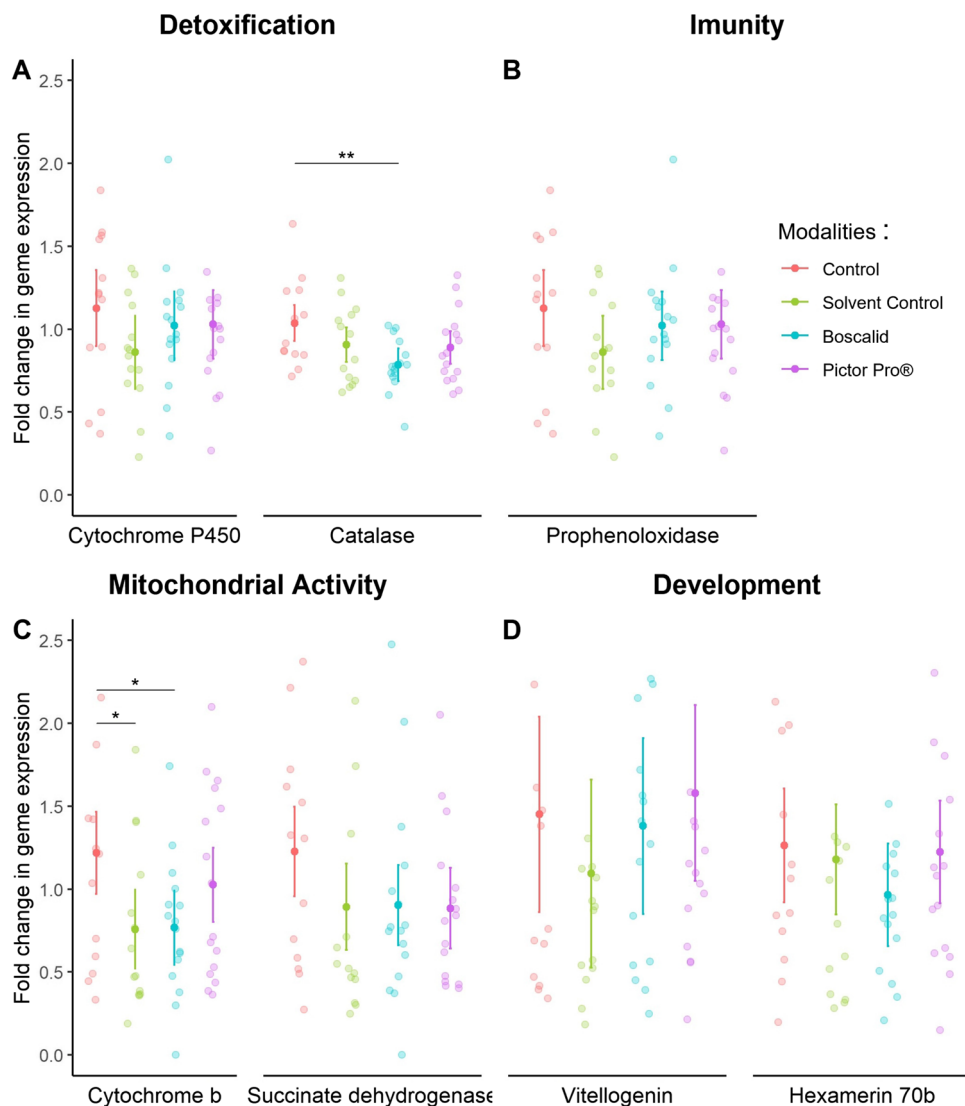 Detoxification
Imunity
A
B
Fold change in geme expression
2.5
2.0
1.5
1.0
0.5
0.0
**
Cytochrome P450
Catalase
Prophenoloxidase
Modalities :
Control
Solvent Control
Boscalid
Pictor Pro®
Mitochondrial Activity
Development
C
D
Fold change in geme expression
2.5
2.0
1.5
1.0
0.5
0.0
*
*
Cytochrome b
Succinate dehydrogenase
Vitellogenin
Hexamerin 70b